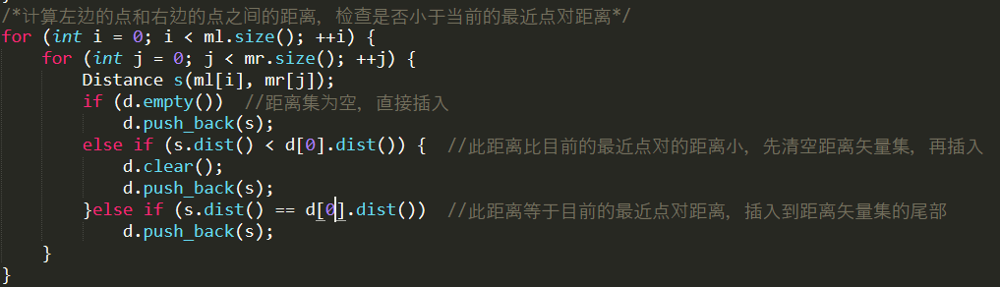 /*计算左边的点和右边的点之间的距离，检查是否小于当前的最近点对距离*/
for (int i = 0; i < ml.size(); ++i) {
    for (int j = 0; j < mr.size(); ++j) {
        Distance s(ml[i], mr[j]);
        if (d.empty())  //距离集为空，直接插入
            d.push_back(s);
        else if (s.dist() < d[0].dist()) {  //此距离比目前的最近点对的距离小，先清空距离矢量集，再插入
            d.clear();
            d.push_back(s);
        }else if (s.dist() == d[0].dist())  //此距离等于目前的最近点对距离，插入到距离矢量集的尾部
            d.push_back(s);
    }
}